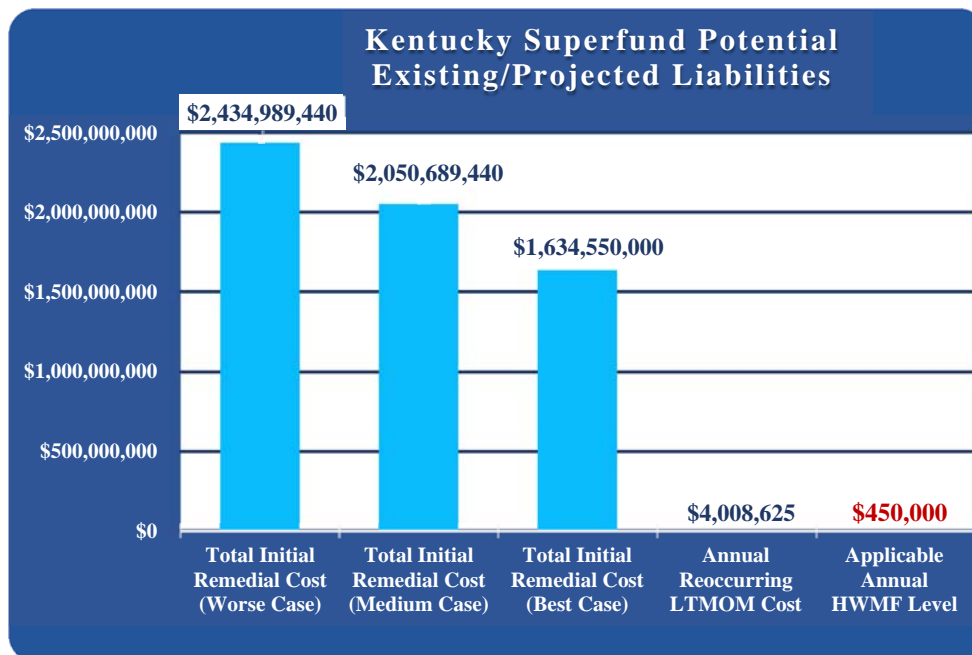 Kentucky Superfund Potential
Existing/Projected Liabilities
$2,434,989,440
$2,050,689,440
$1,634,550,000
$4,008,625
$450,000
$2,500,000,000
$2,000,000,000
$1,500,000,000
$1,000,000,000
$500,000,000
$0
Total Initial
Remedial Cost
(Worse Case)
Total Initial
Remedial Cost
(Medium Case)
Total Initial
Remedial Cost
(Best Case)
Annual
Reoccurring
LTMOM Cost
Applicable
Annual
HWMF Level